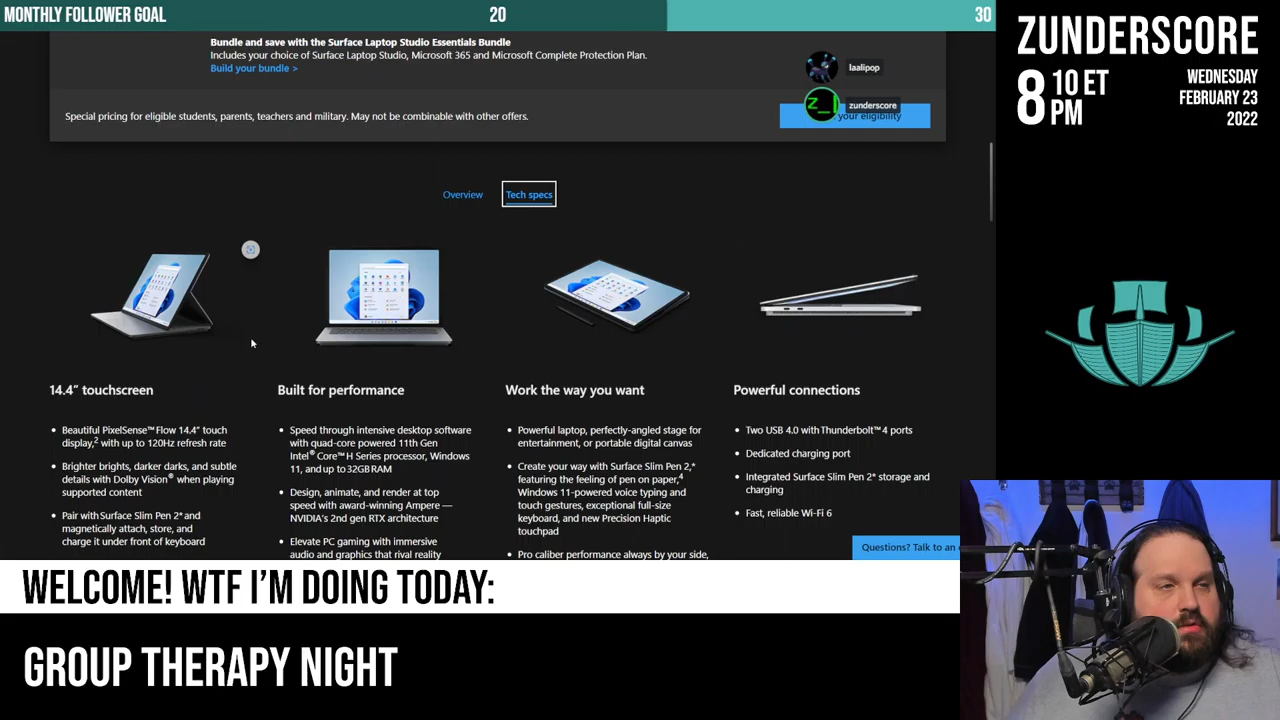 MONTHLY FOLLOWER GOAL
20
30
ZUNDERSCORE
8 10 ET
PM
WEDNESDAY
FEBRUARY 23
2022
Bundle and save with the Surface Laptop Studio Essentials Bundle
Includes your choice of Surface Laptop Studio, Microsoft 365 and Microsoft Complete Protection Plan.
Build your bundle >
laalipop
zunderscore
Special pricing for eligible students, parents, teachers and military. May not be combined with other offers.
your eligibility
Overview
Tech specs
14.4” touchscreen
Beautiful PixelSense™ Flow 14.4” touch
display,2 with up to 120Hz refresh rate
Brighter brights, darker darks, and subtle
details with Dolby Vision® when playing
supported content
Pair with Surface Slim Pen 2* and
magnetically attach, store, and
charge it under front of keyboard
Built for performance
Speed through intensive desktop software
with quad-core powered 11th Gen
Intel® Core™ H Series processor, Windows
11, and up to 32GB RAM
Design, animate, and render at top
speed with award-winning Ampere —
NVIDIA’s 2nd gen RTX architecture
Elevate PC gaming with immersive
audio and graphics that rival reality
Work the way you want
Powerful laptop, perfectly-angled stage for
entertainment, or portable digital canvas
Create your way with Surface Slim Pen 2,*
featuring the feeling of pen on paper,4
Windows 11-powered voice typing and
touch gestures, exceptional full-size
keyboard, and new Precision Haptic
touchpad
Pro caliber performance always by your side,
Powerful connections
Two USB 4.0 with Thunderbolt™ 4 ports
Dedicated charging port
Integrated Surface Slim Pen 2* storage and
charging
Fast, reliable Wi-Fi 6
Questions? Talk to an
WELCOME! WTF I’M DOING TODAY:
GROUP THERAPY NIGHT